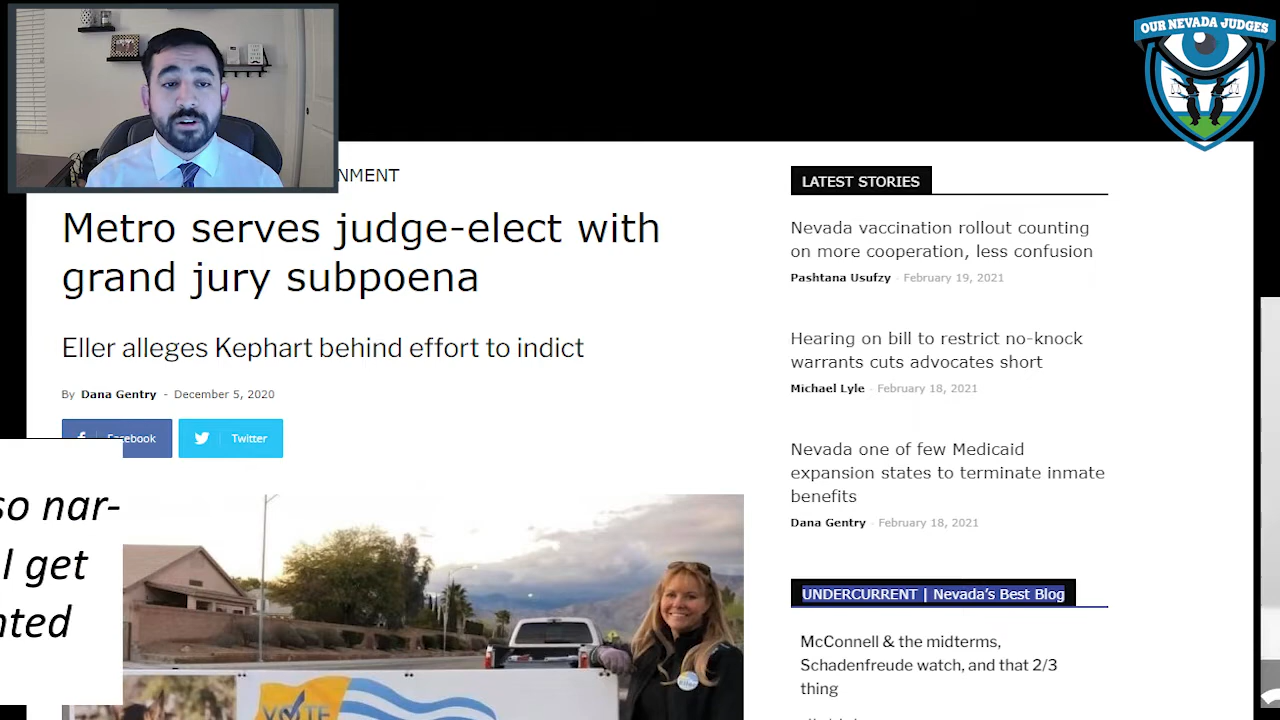 OUR NEVADA JUDGES
NMENT
Metro serves judge-elect with
grand jury subpoena
Eller alleges Kephart behind effort to indict
By Dana Gentry - December 5, 2020
Facebook
Twitter
so nar-
I get
nted
VOTE
LATEST STORIES
Nevada vaccination rollout counting
on more cooperation, less confusion
Pashtana Usufzy - February 19, 2021
Hearing on bill to restrict no-knock
warrants cuts advocates short
Michael Lyle - February 18, 2021
Nevada one of few Medicaid
expansion states to terminate inmate
benefits
Dana Gentry - February 18, 2021
UNDERCURRENT | Nevada's Best Blog
McConnell & the midterms,
Schadenfreude watch, and that 2/3
thing